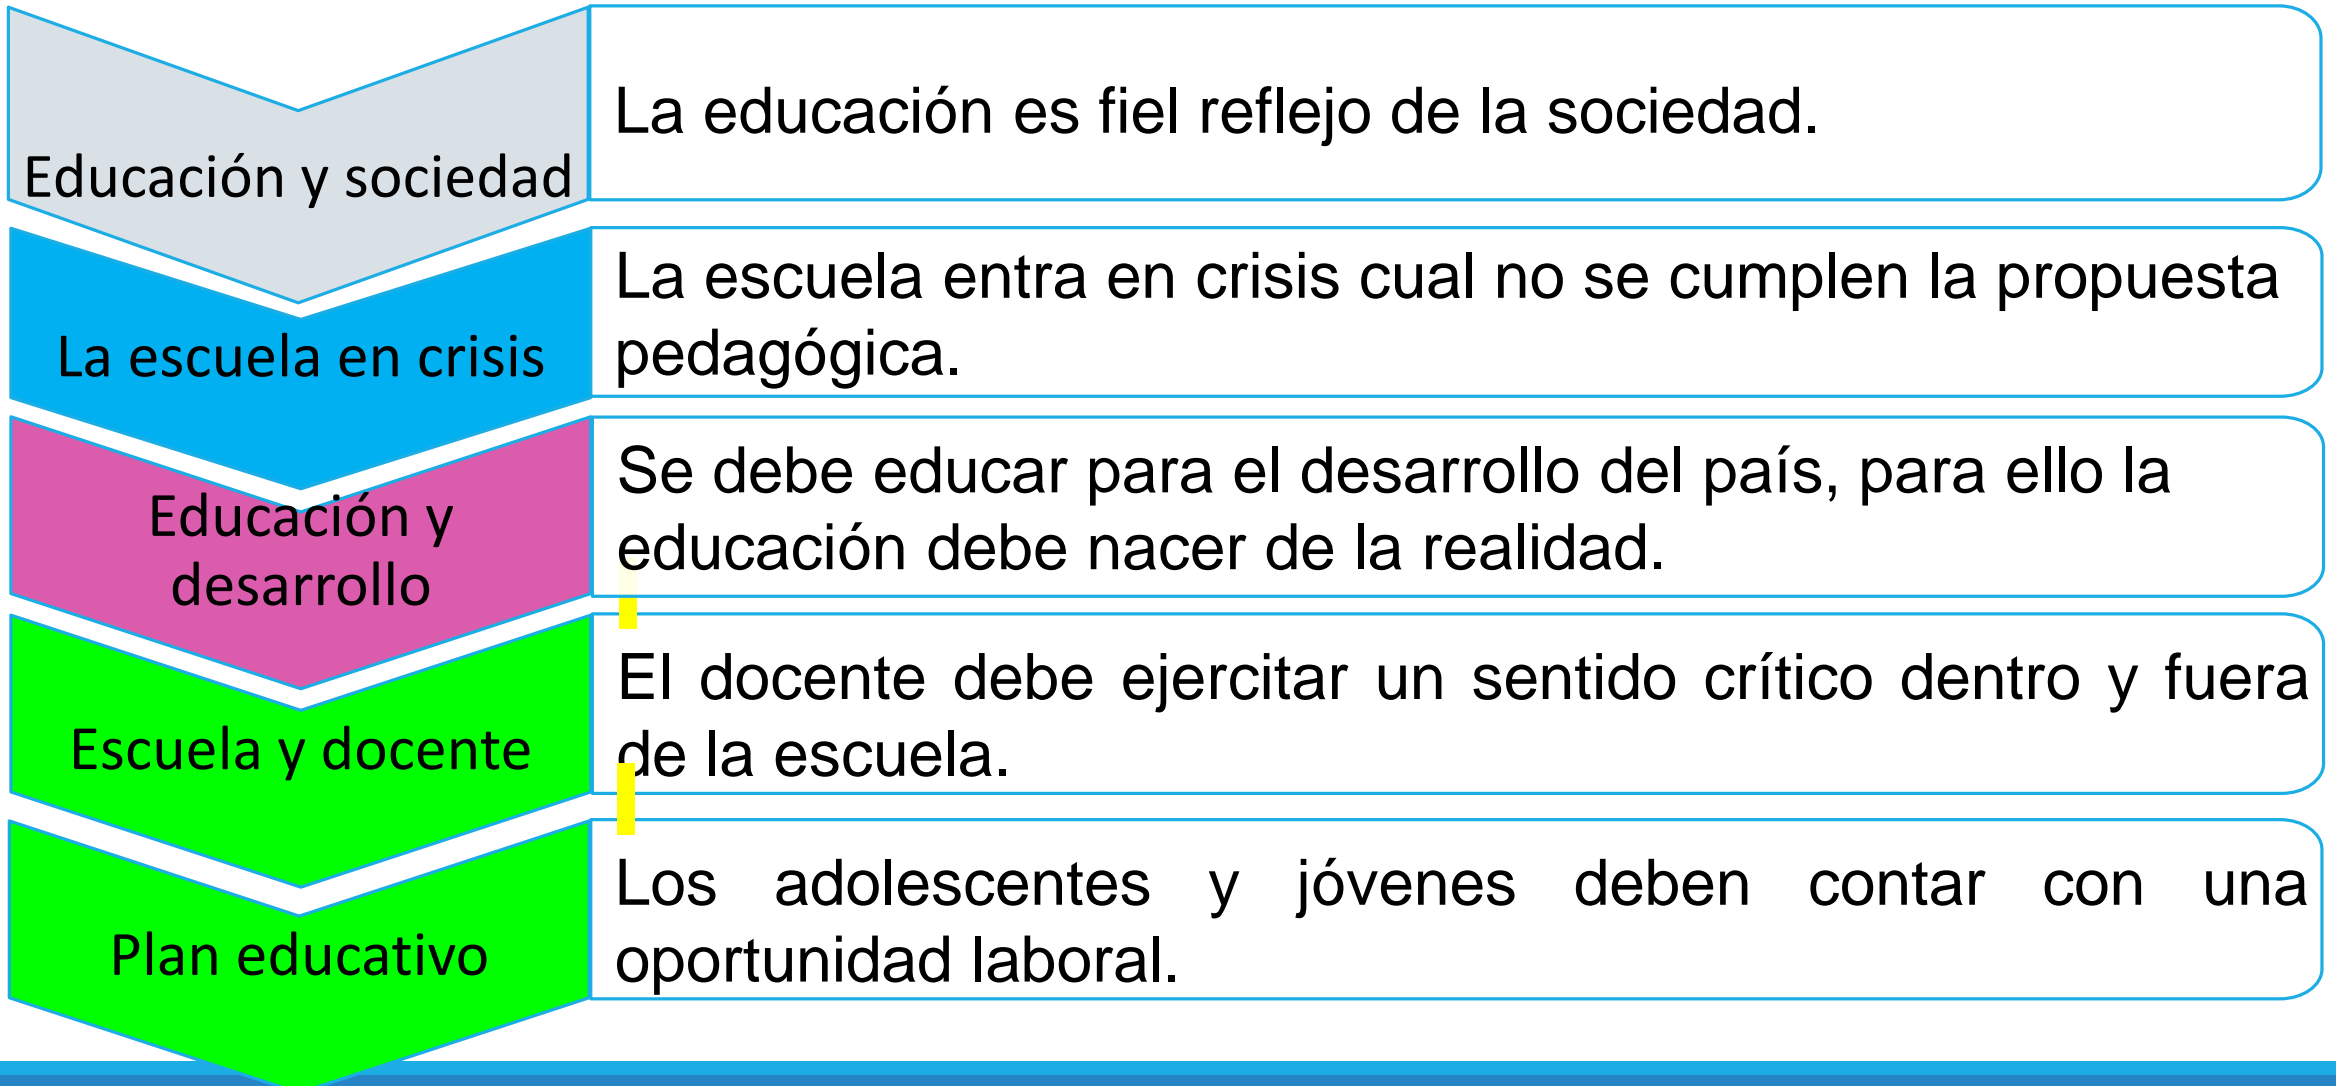 Educación y sociedad
La educación es fiel reflejo de la sociedad.
La escuela en crisis
La escuela entra en crisis cual no se cumplen la propuesta
pedagógica.
Educación y
desarrollo
Se debe educar para el desarrollo del país, para ello la
educación debe nacer de la realidad.
Escuela y docente
El docente debe ejercitar un sentido crítico dentro y fuera
de la escuela.
Plan educativo
Los adolescentes y jóvenes deben contar con una
oportunidad laboral.